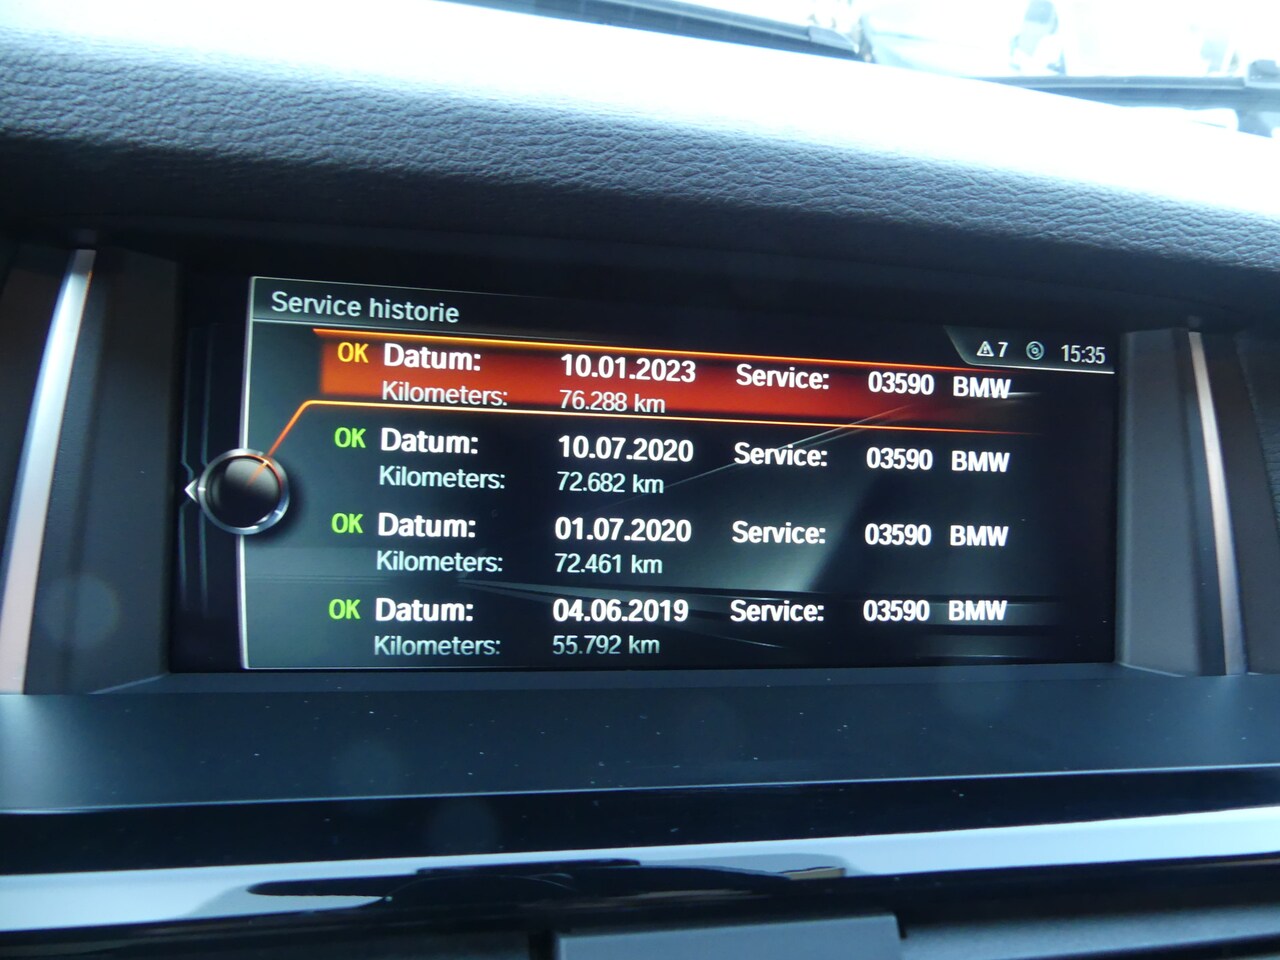 Service historie
7 15:35
OK Datum: 10.01.2023 Service: 03590 BMW
Kilometers: 76.288 km
OK Datum: 10.07.2020 Service: 03590 BMW
Kilometers: 72.682 km
OK Datum: 01.07.2020 Service: 03590 BMW
Kilometers: 72.461 km
OK Datum: 04.06.2019 Service: 03590 BMW
Kilometers: 55.792 km